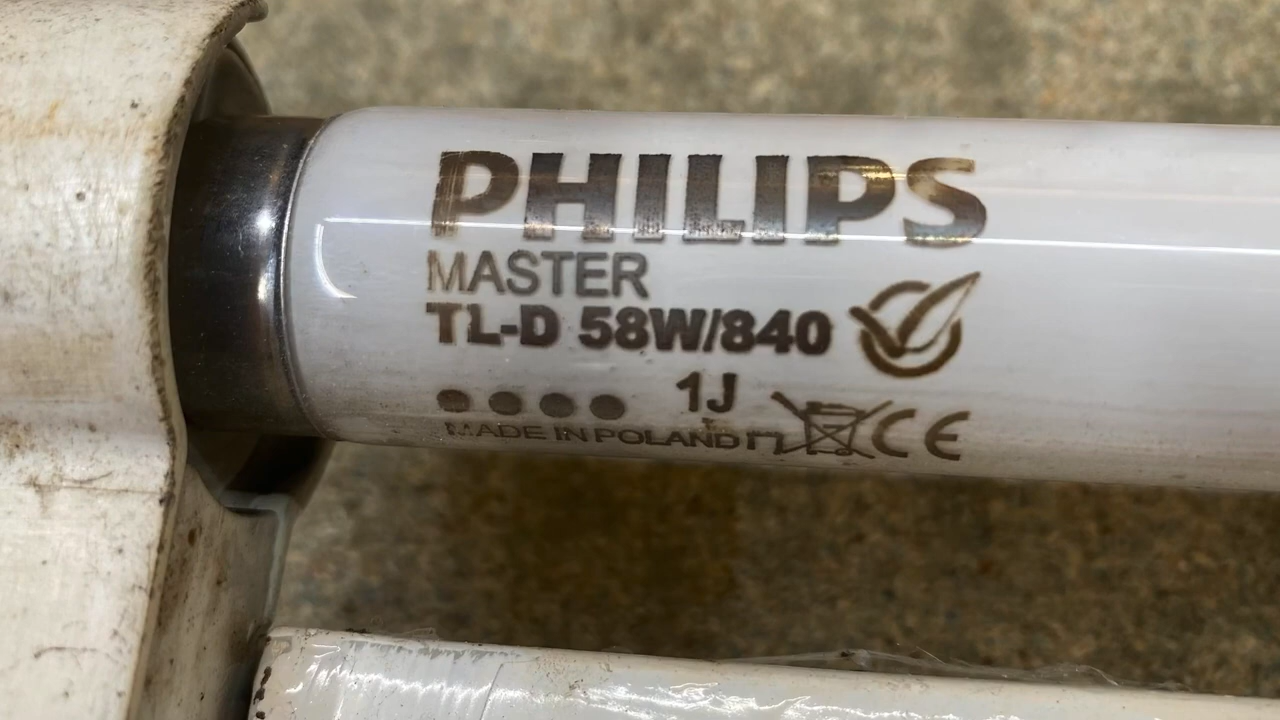 PHILIPS
MASTER
TL-D 58W/840
1J
MADE IN POLAND CE